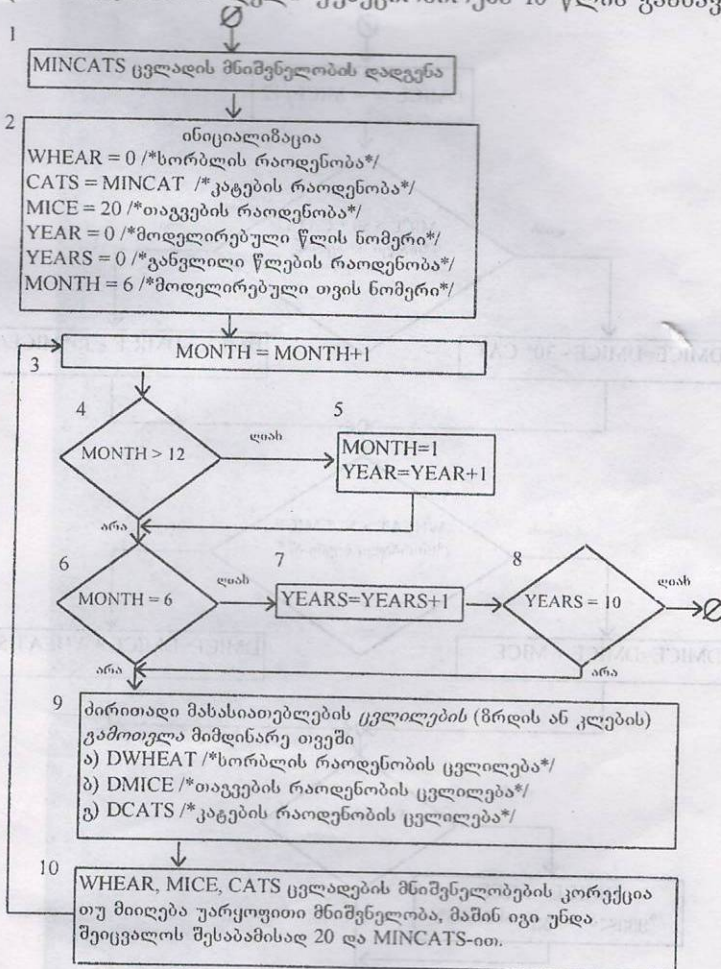 1
MINCATS ცვლადის მნიშვნელობის დადგენა
2
ინიციალიზაცია
WHEAR = 0 /*ხორბლის რაოდენობა*/
CATS = MINCAT /*კატების რაოდენობა*/
MICE = 20 /*თაგვების რაოდენობა*/
YEAR = 0 /*მოდელირებული წლის ნომერი*/
YEARS = 0 /*განვლილი წლების რაოდენობა*/
MONTH = 6 /*მოდელირებული თვის ნომერი*/
3
MONTH = MONTH+1
4
MONTH > 12
დიახ
არა
5
MONTH=1
YEAR=YEAR+1
6
MONTH = 6
დიახ
არა
7
YEARS=YEARS+1
8
YEARS = 10
დიახ
არა
9
ძირითადი მახასიათებლების ცვლილების (ზრდის ან კლების)
გამოთვლა მიმდინარე თვეში
ა) DWHEAT /*ხორბლის რაოდენობის ცვლილება*/
ბ) DMICE /*თაგვების რაოდენობის ცვლილება*/
გ) DCATS /*კატების რაოდენობის ცვლილება*/
10
WHEAR, MICE, CATS ცვლადების მნიშვნელობების კორექცია
თუ მიიღება უარყოფითი მნიშვნელობა, მაშინ იგი უნდა
შეიცვალოს შესაბამისად 20 და MINCATS-ით.